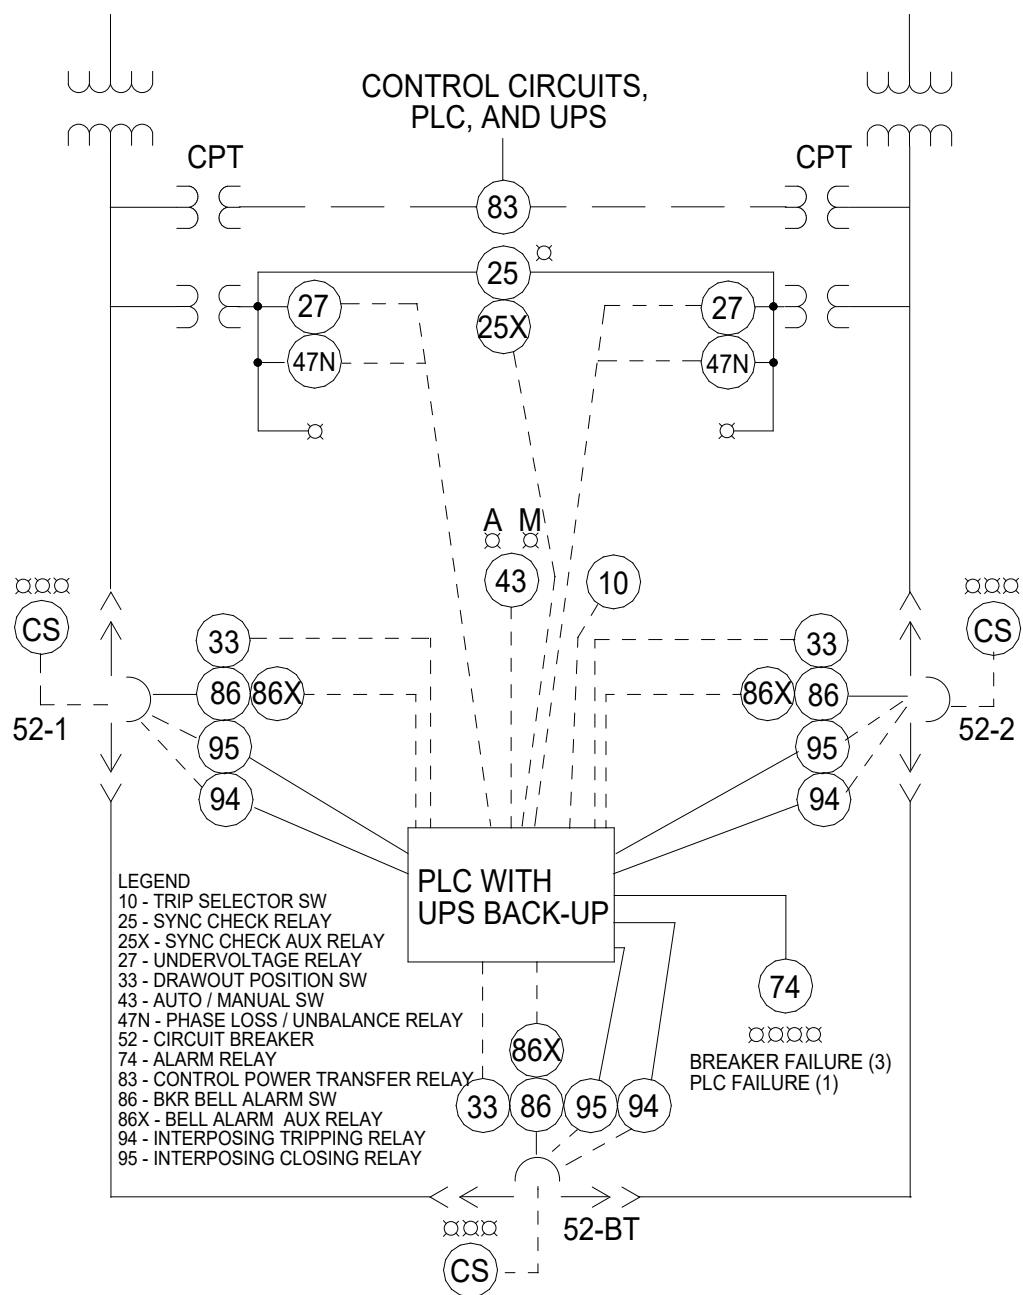 CONTROL CIRCUITS,
PLC, AND UPS
CPT
CPT
83
25
25X
27
27
47N
47N
A M
43
10
CS
CS
33
33
86 86X
86X 86
52-1
52-2
95
95
94
94
PLC WITH
UPS BACK-UP
LEGEND
10 - TRIP SELECTOR SW
25 - SYNC CHECK RELAY
25X - SYNC CHECK AUX RELAY
27 - UNDERVOLTAGE RELAY
33 - DRAWOUT POSITION SW
43 - AUTO / MANUAL SW
47N - PHASE LOSS / UNBALANCE RELAY
52 - CIRCUIT BREAKER
74 - ALARM RELAY
83 - CONTROL POWER TRANSFER RELAY
86 - BKR BELL ALARM SW
86X - BELL ALARM AUX RELAY
94 - INTERPOSING TRIPPING RELAY
95 - INTERPOSING CLOSING RELAY
74
BREAKER FAILURE (3)
PLC FAILURE (1)
86X
33 86 95 94
52-BT
CS